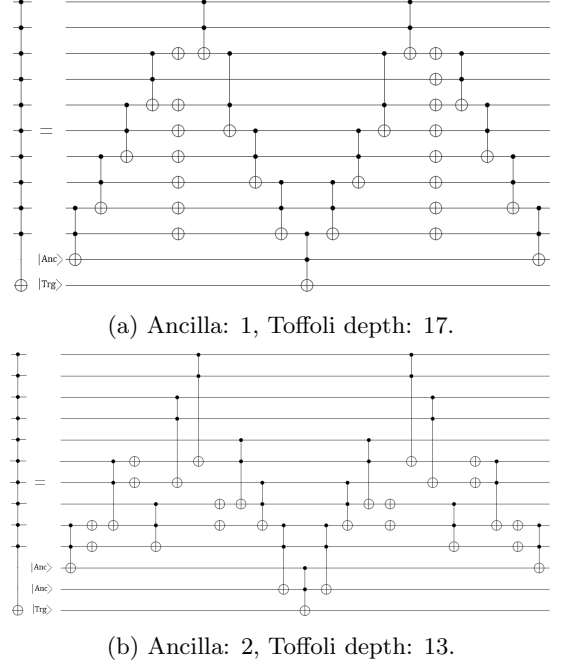 =
|Anc⟩
|Trg⟩
(a) Ancilla: 1, Toffoli depth: 17.
=
|Anc⟩
|Anc⟩
|Trg⟩
(b) Ancilla: 2, Toffoli depth: 13.